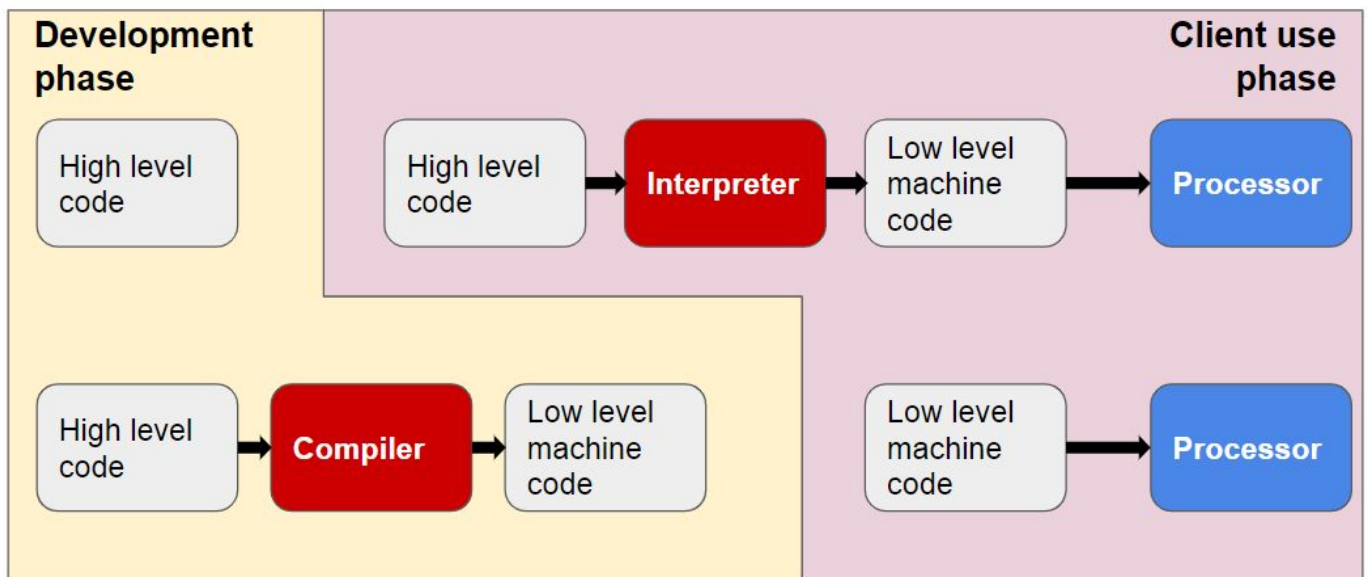 Development
phase
Client use
phase
High level
code
High level
code
Interpreter
Low level
machine
code
Processor
High level
code
Compiler
Low level
machine
code
Low level
machine
code
Processor